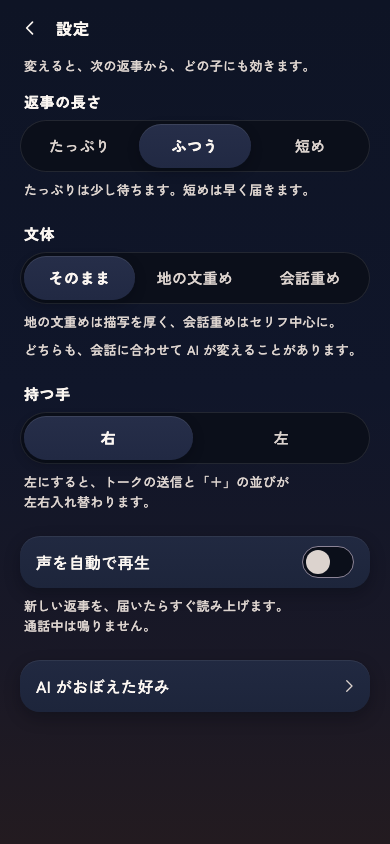 設定
変えると、次の返事から、どの子にも効きます。
返事の長さ
たっぷり ふつう 短め
たっぷりは少し待ちます。短めは早く届きます。
文体
そのまま 地の文重め 会話重め
地の文重めは描写を厚く、会話重めはセリフ中心に。
どちらも、会話に合わせて AI が変えることがあります。
持つ手
右 左
左にすると、トークの送信と「＋」の並びが
左右入れ替わります。
声を自動で再生
新しい返事を、届いたらすぐ読み上げます。
通話中は鳴りません。
AI がおぼえた好み